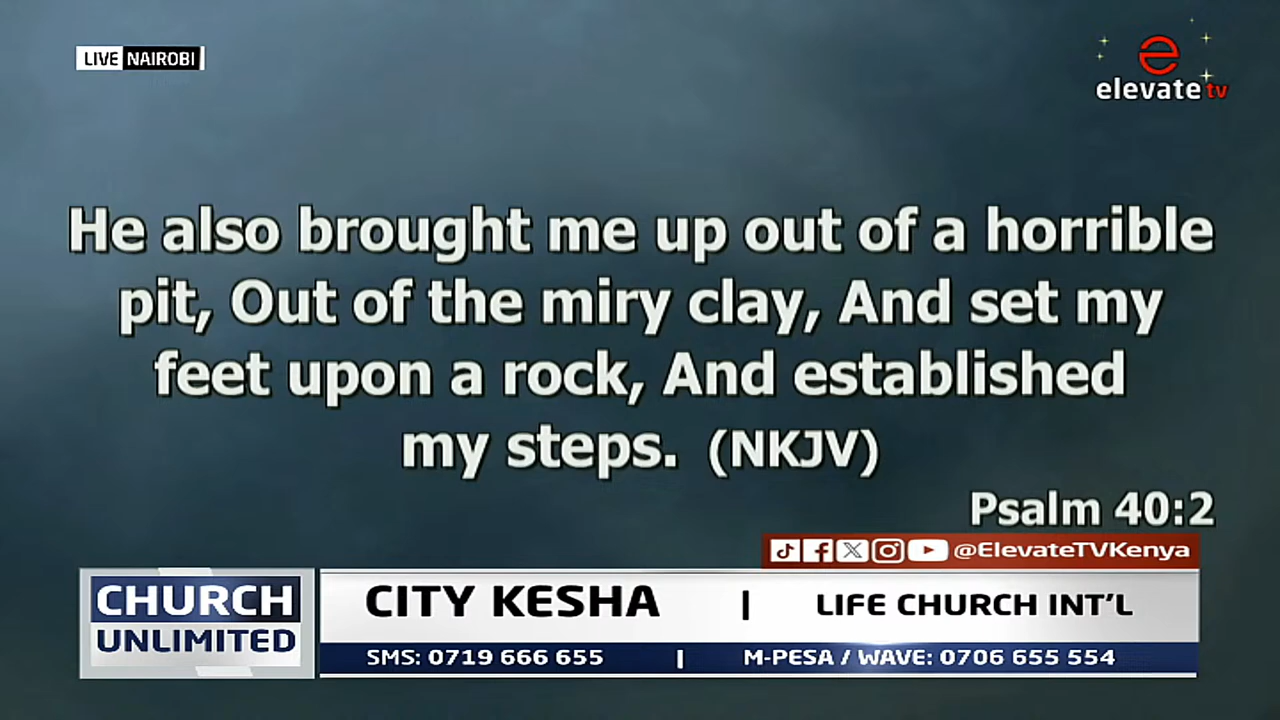 LIVE NAIROBI
e
elevate tv
He also brought me up out of a horrible
pit, Out of the miry clay, And set my
feet upon a rock, And established
my steps. (NKJV)
Psalm 40:2
@ElevateTVKenya
CHURCH
UNLIMITED
CITY KESHA | LIFE CHURCH INT'L
SMS: 0719 666 655 | M-PESA / WAVE: 0706 655 554